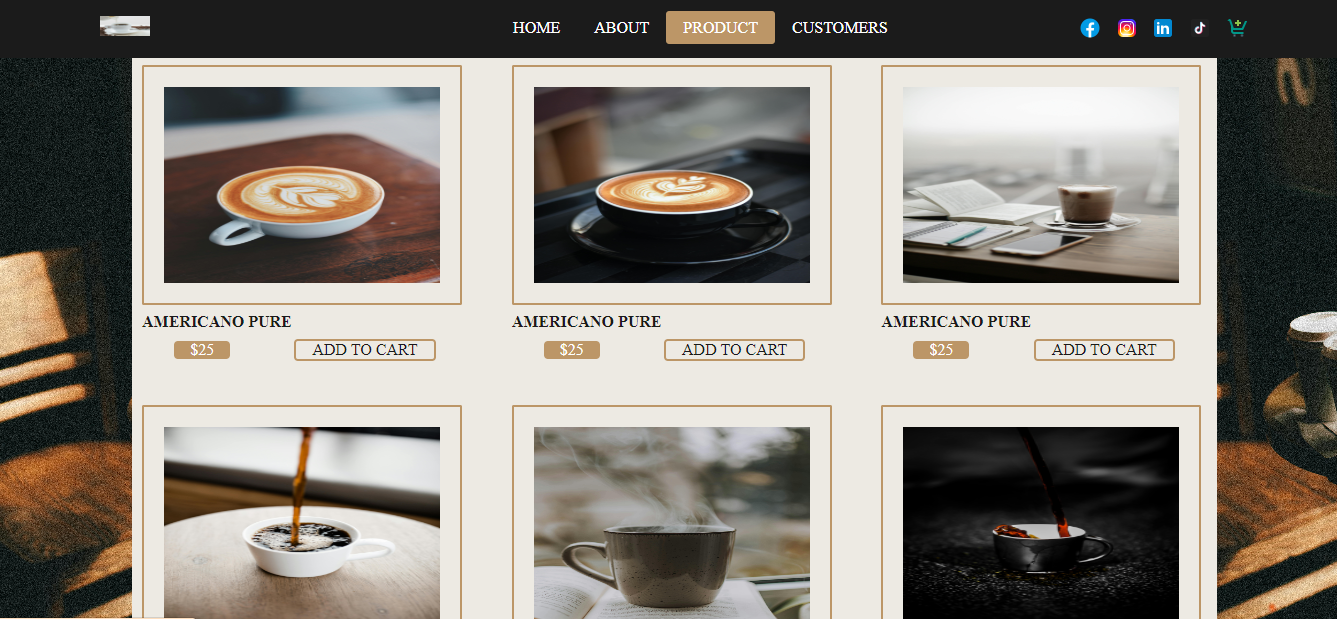 HOME ABOUT PRODUCT CUSTOMERS
AMERICANO PURE AMERICANO PURE AMERICANO PURE
$25 ADD TO CART $25 ADD TO CART $25 ADD TO CART